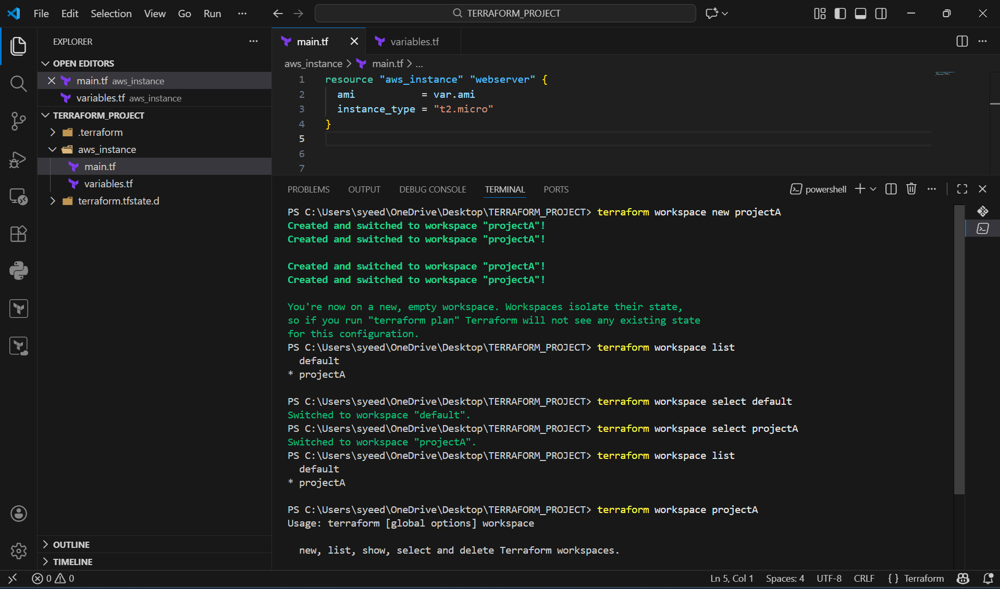 File Edit Selection View Go Run ···
TERRAFORM_PROJECT
EXPLORER ···
OPEN EDITORS
main.tf aws_instance
variables.tf aws_instance
TERRAFORM_PROJECT
.terraform
aws_instance
main.tf
variables.tf
terraform.tfstate.d
OUTLINE
TIMELINE
main.tf
variables.tf
aws_instance > main.tf > ...
1 resource "aws_instance" "webserver" {
2 ami = var.ami
3 instance_type = "t2.micro"
4 }
5
6
7
PROBLEMS OUTPUT DEBUG CONSOLE TERMINAL PORTS
powershell
PS C:\Users\syeed\OneDrive\Desktop\TERRAFORM_PROJECT> terraform workspace new projectA
Created and switched to workspace "projectA"!
Created and switched to workspace "projectA"!
Created and switched to workspace "projectA"!
Created and switched to workspace "projectA"!
You're now on a new, empty workspace. Workspaces isolate their state,
so if you run "terraform plan" Terraform will not see any existing state
for this configuration.
PS C:\Users\syeed\OneDrive\Desktop\TERRAFORM_PROJECT> terraform workspace list
default
* projectA
PS C:\Users\syeed\OneDrive\Desktop\TERRAFORM_PROJECT> terraform workspace select default
Switched to workspace "default".
PS C:\Users\syeed\OneDrive\Desktop\TERRAFORM_PROJECT> terraform workspace select projectA
Switched to workspace "projectA".
PS C:\Users\syeed\OneDrive\Desktop\TERRAFORM_PROJECT> terraform workspace list
default
* projectA
PS C:\Users\syeed\OneDrive\Desktop\TERRAFORM_PROJECT> terraform workspace projectA
Usage: terraform [global options] workspace
new, list, show, select and delete Terraform workspaces.
0 0
Ln 5, Col 1 Spaces: 4 UTF-8 CRLF { } Terraform